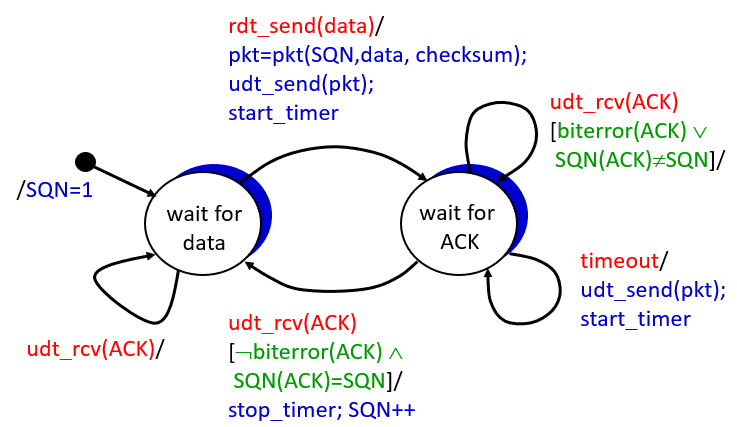 rdt_send(data)/
pkt=pkt(SQN,data, checksum);
udt_send(pkt);
start_timer
udt_rcv(ACK)
[biterror(ACK) ∨
SQN(ACK)≠SQN]/
/SQN=1
wait for
data
wait for
ACK
timeout/
udt_send(pkt);
start_timer
udt_rcv(ACK)/
udt_rcv(ACK)
[¬biterror(ACK) ∧
SQN(ACK)=SQN]/
stop_timer; SQN++